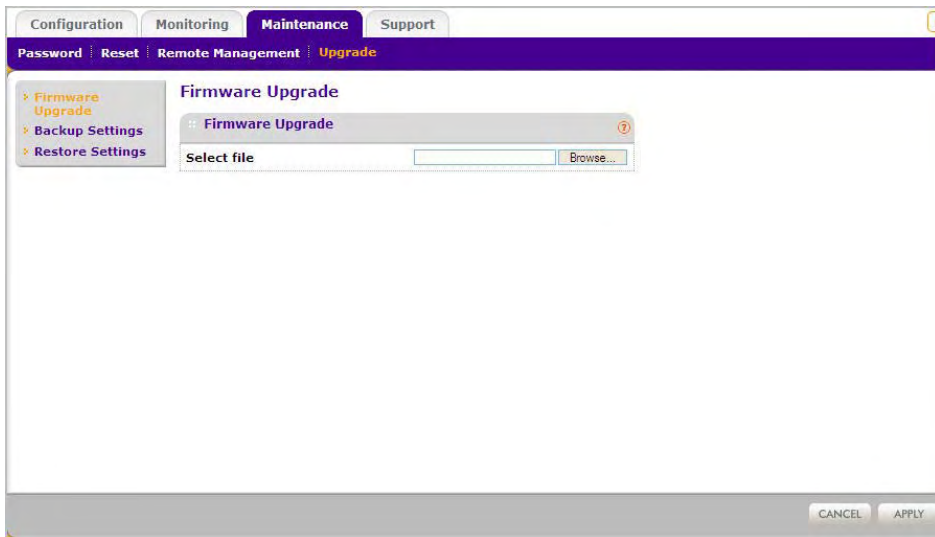 Configuration Monitoring Maintenance Support
Password Reset Remote Management Upgrade
Firmware
Upgrade
Backup Settings
Restore Settings
Firmware Upgrade
Firmware Upgrade ?
Select file Browse...
CANCEL APPLY